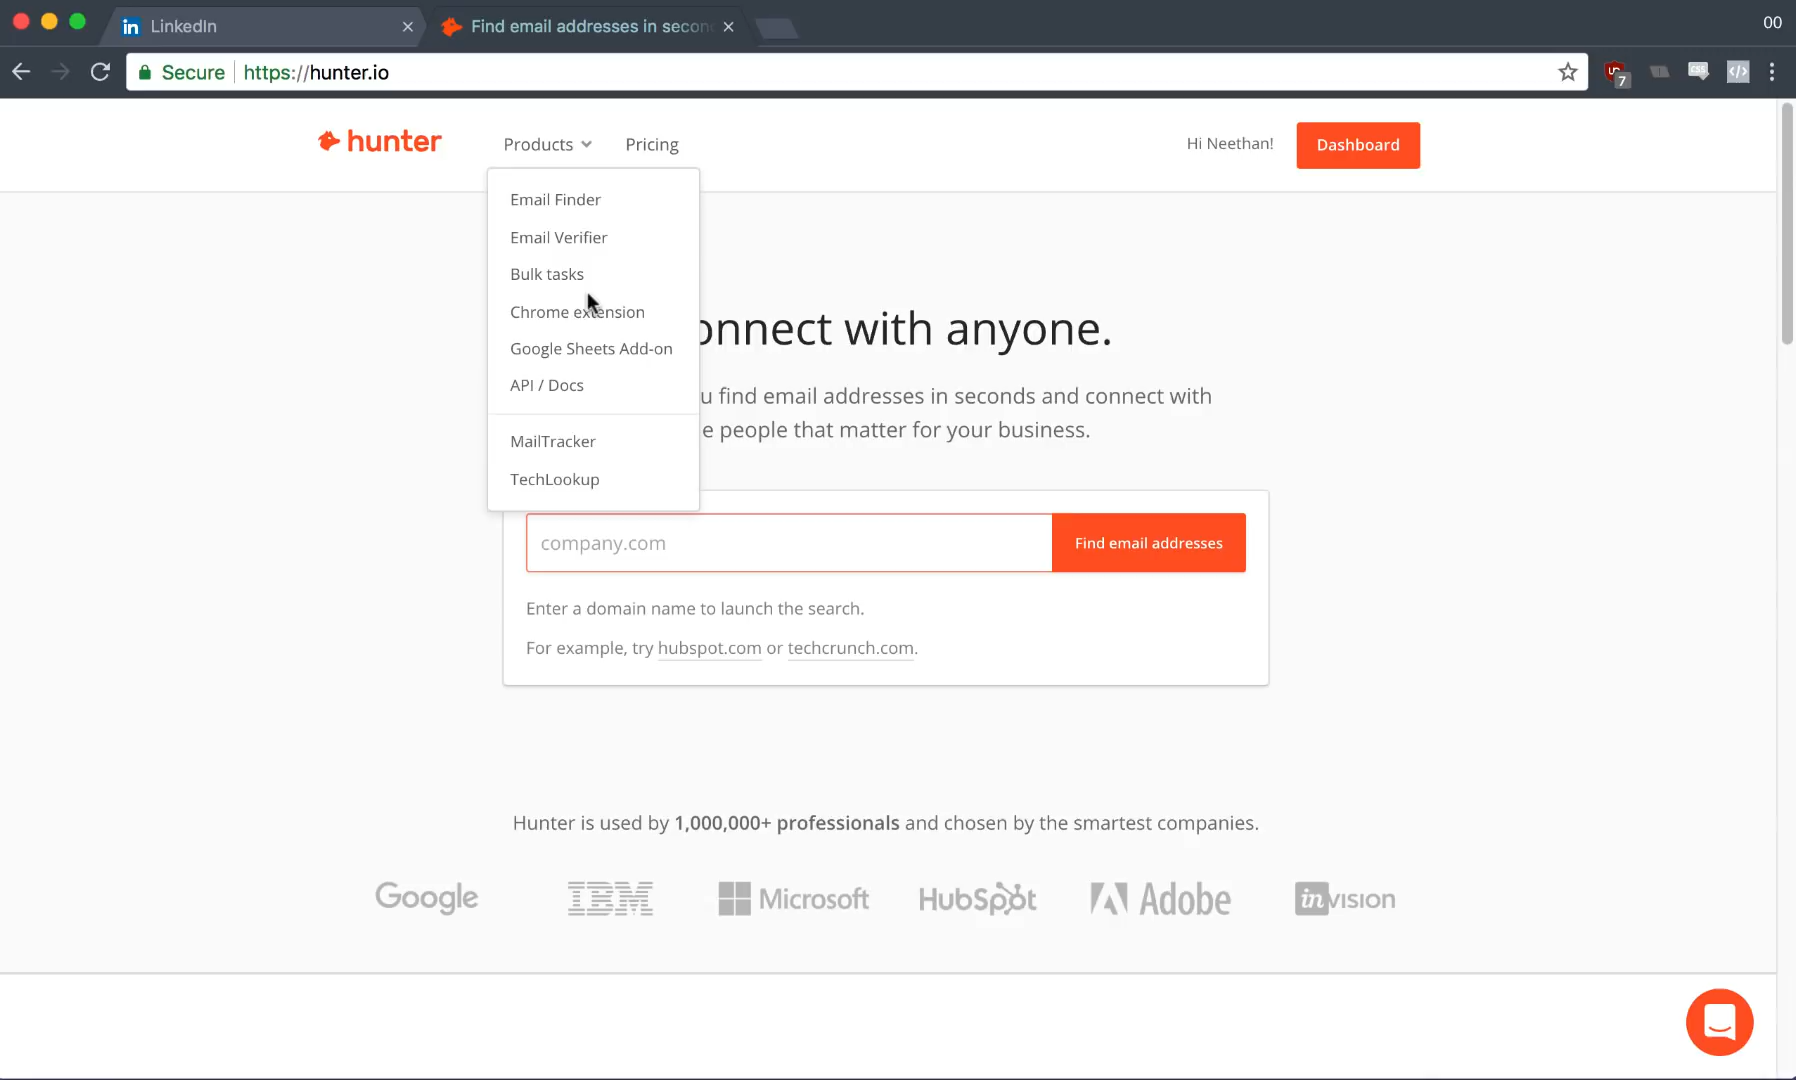 LinkedIn
Find email addresses in secon
Secure
https://hunter.io
7
hunter
Products
Pricing
Hi Neethan!
Dashboard
Email Finder
Email Verifier
Bulk tasks
Chrome extension
Google Sheets Add-on
API / Docs
MailTracker
TechLookup
onnect with anyone.
u find email addresses in seconds and connect with
e people that matter for your business.
company.com
Find email addresses
Enter a domain name to launch the search.
For example, try hubspot.com or techcrunch.com.
Hunter is used by 1,000,000+ professionals and chosen by the smartest companies.
Google
IBM
Microsoft
HubSpot
Adobe
invision